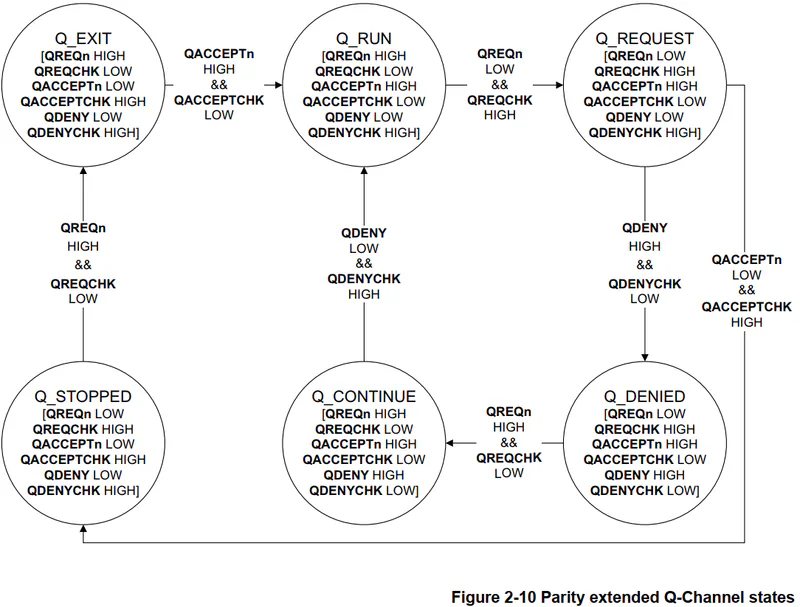 Q_EXIT
[QREQn HIGH
QREQCHK LOW
QACCEPTn LOW
QACCEPTCHK HIGH
QDENY LOW
QDENYCHK HIGH]
QACCEPTn
HIGH
&&
QACCEPTCHK
LOW
Q_RUN
[QREQn HIGH
QREQCHK LOW
QACCEPTn HIGH
QACCEPTCHK LOW
QDENY LOW
QDENYCHK HIGH]
QREQn
LOW
&&
QREQCHK
HIGH
Q_REQUEST
[QREQn LOW
QREQCHK HIGH
QACCEPTn HIGH
QACCEPTCHK LOW
QDENY LOW
QDENYCHK HIGH]
QREQn
HIGH
&&
QREQCHK
LOW
QDENY
LOW
&&
QDENYCHK
HIGH
QDENY
HIGH
&&
QDENYCHK
LOW
QACCEPTn
LOW
&&
QACCEPTCHK
HIGH
Q_STOPPED
[QREQn LOW
QREQCHK HIGH
QACCEPTn LOW
QACCEPTCHK HIGH
QDENY LOW
QDENYCHK HIGH]
Q_CONTINUE
[QREQn HIGH
QREQCHK LOW
QACCEPTn HIGH
QACCEPTCHK LOW
QDENY HIGH
QDENYCHK LOW]
QREQn
HIGH
&&
QREQCHK
LOW
Q_DENIED
[QREQn LOW
QREQCHK HIGH
QACCEPTn HIGH
QACCEPTCHK LOW
QDENY HIGH
QDENYCHK LOW]
Figure 2-10 Parity extended Q-Channel states